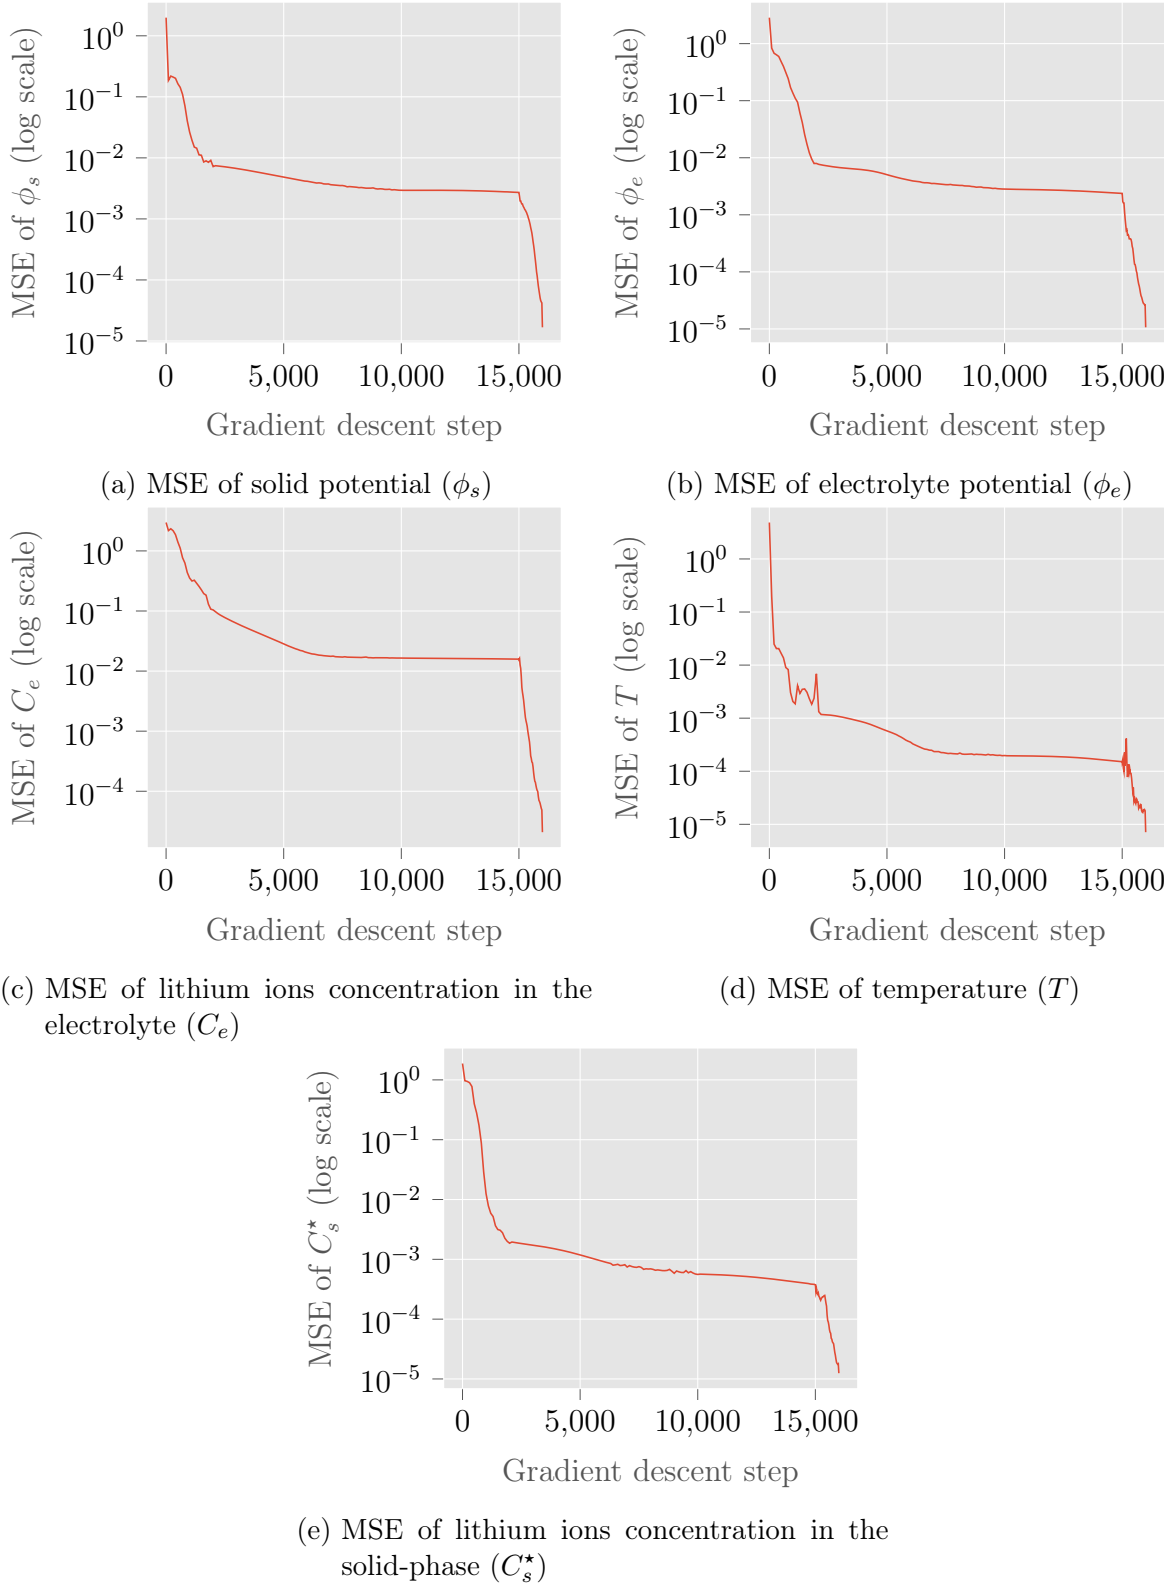 MSE of ϕ_s (log scale)
10^0
10^−1
10^−2
10^−3
10^−4
10^−5
0 5,000 10,000 15,000
Gradient descent step
(a) MSE of solid potential (ϕ_s)
MSE of ϕ_e (log scale)
10^0
10^−1
10^−2
10^−3
10^−4
10^−5
0 5,000 10,000 15,000
Gradient descent step
(b) MSE of electrolyte potential (ϕ_e)
MSE of C_e (log scale)
10^0
10^−1
10^−2
10^−3
10^−4
0 5,000 10,000 15,000
Gradient descent step
(c) MSE of lithium ions concentration in the
electrolyte (C_e)
MSE of T (log scale)
10^0
10^−1
10^−2
10^−3
10^−4
10^−5
0 5,000 10,000 15,000
Gradient descent step
(d) MSE of temperature (T)
MSE of C_s^⋆ (log scale)
10^0
10^−1
10^−2
10^−3
10^−4
10^−5
0 5,000 10,000 15,000
Gradient descent step
(e) MSE of lithium ions concentration in the
solid-phase (C_s^⋆)